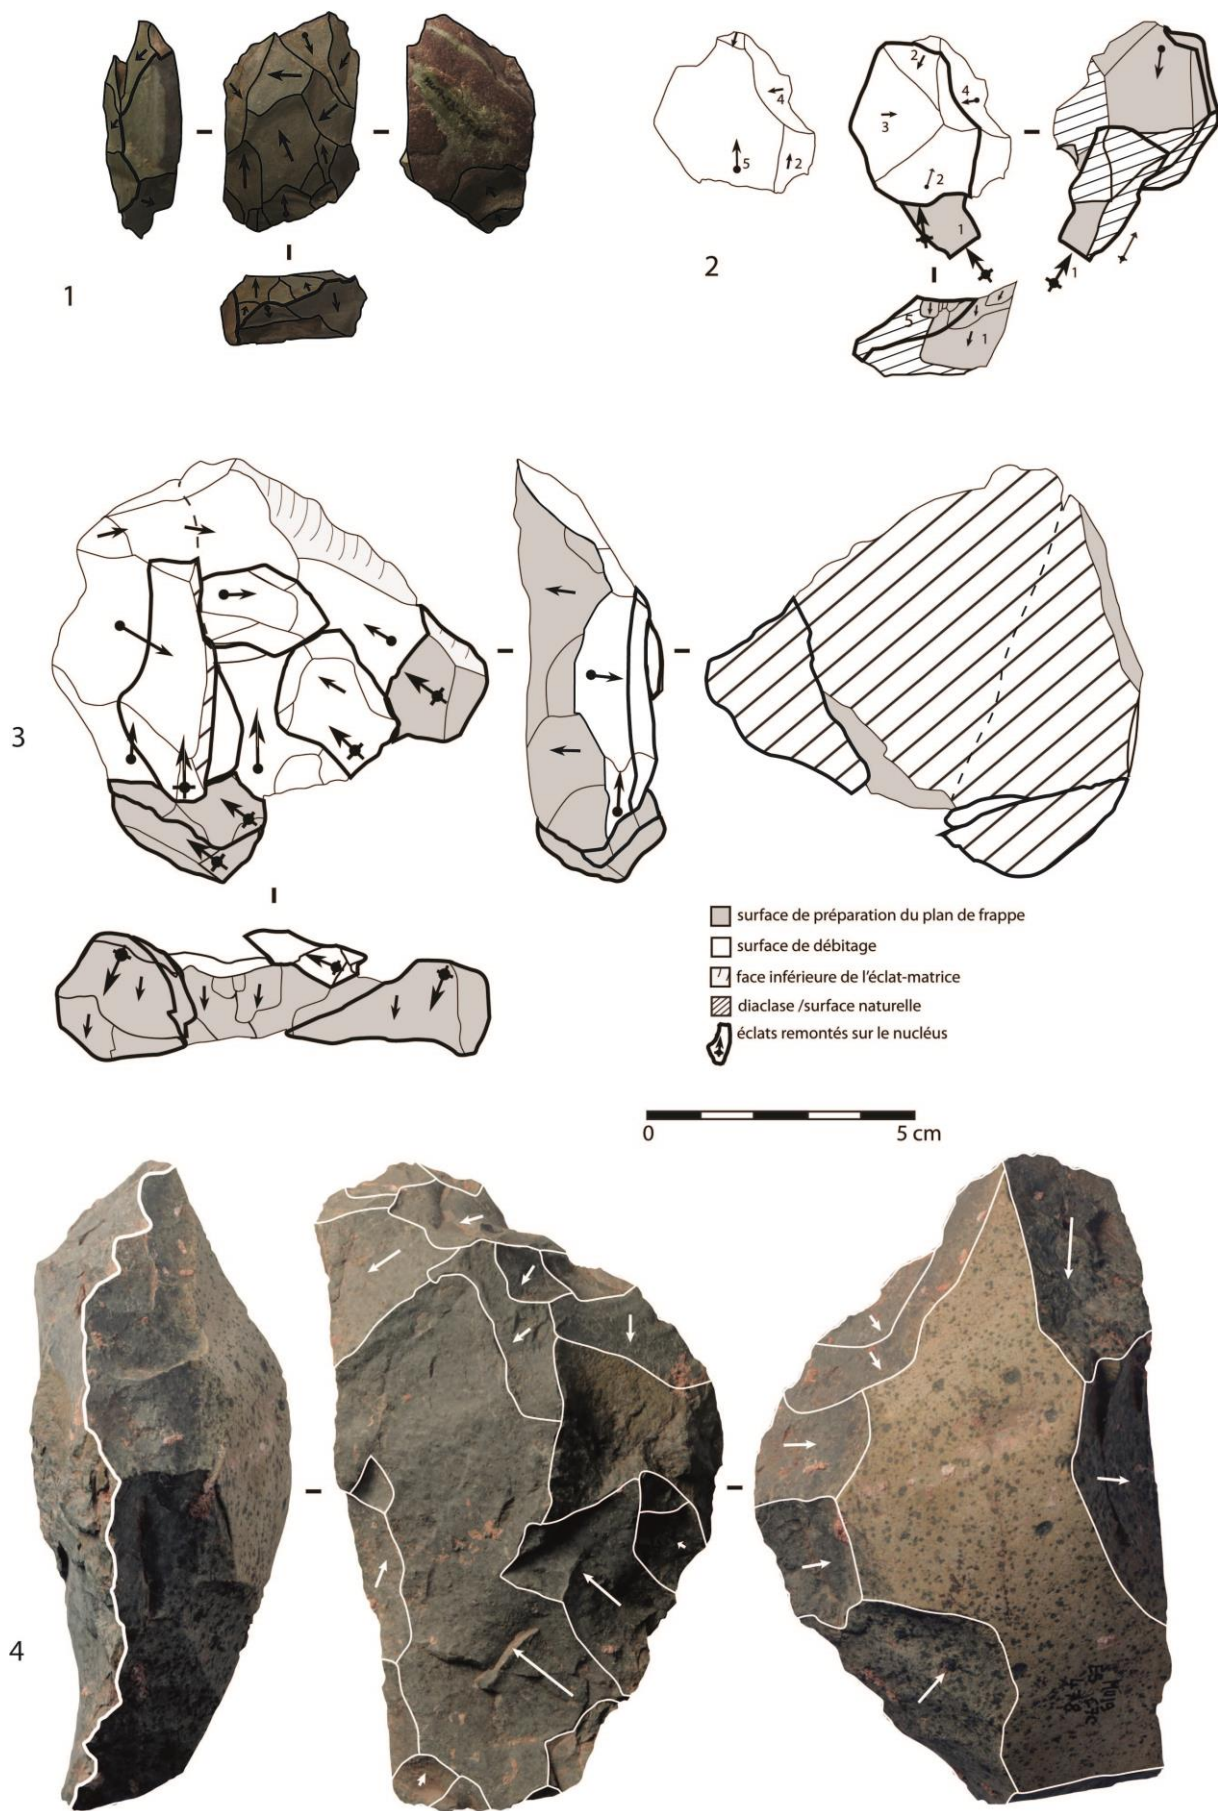 1
2
4
5
2
2
3
4
2
1
1
5
1
3
surface de préparation du plan de frappe
surface de débitage
face inférieure de l'éclat-matrice
diaclase /surface naturelle
éclats remontés sur le nucléus
0 5 cm
4